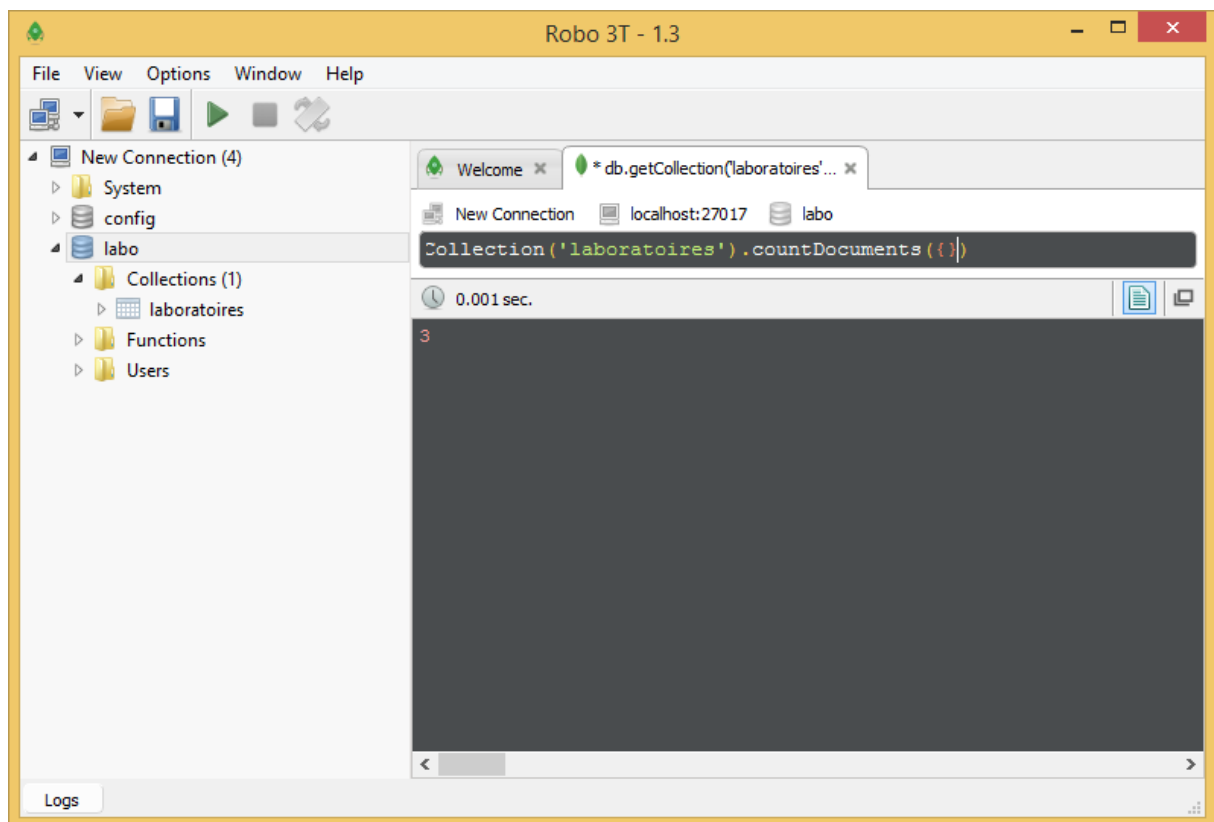 Robo 3T - 1.3
File View Options Window Help
New Connection (4)
System
config
labo
Collections (1)
laboratoires
Functions
Users
Welcome
* db.getCollection('laboratoires'...
New Connection localhost:27017 labo
Collection('laboratoires').countDocuments({})
0.001 sec.
3
Logs